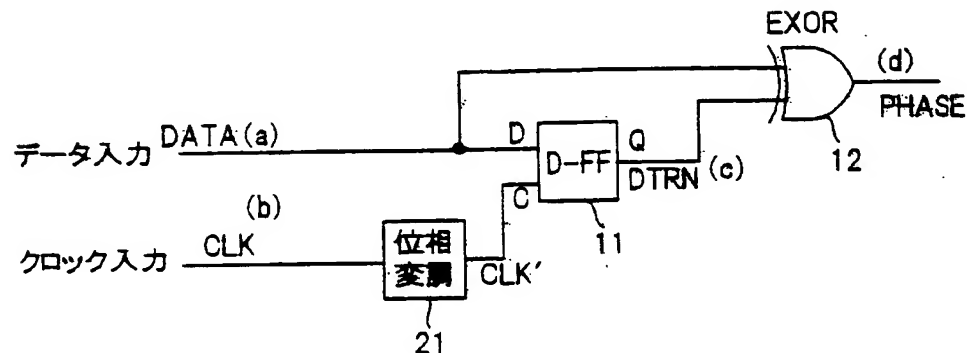 EXOR
(d)
PHASE
12
データ入力
DATA(a)
D
Q
D-FF
C
DTRN
(c)
11
(b)
クロック入力
CLK
位相
変調
CLK′
21